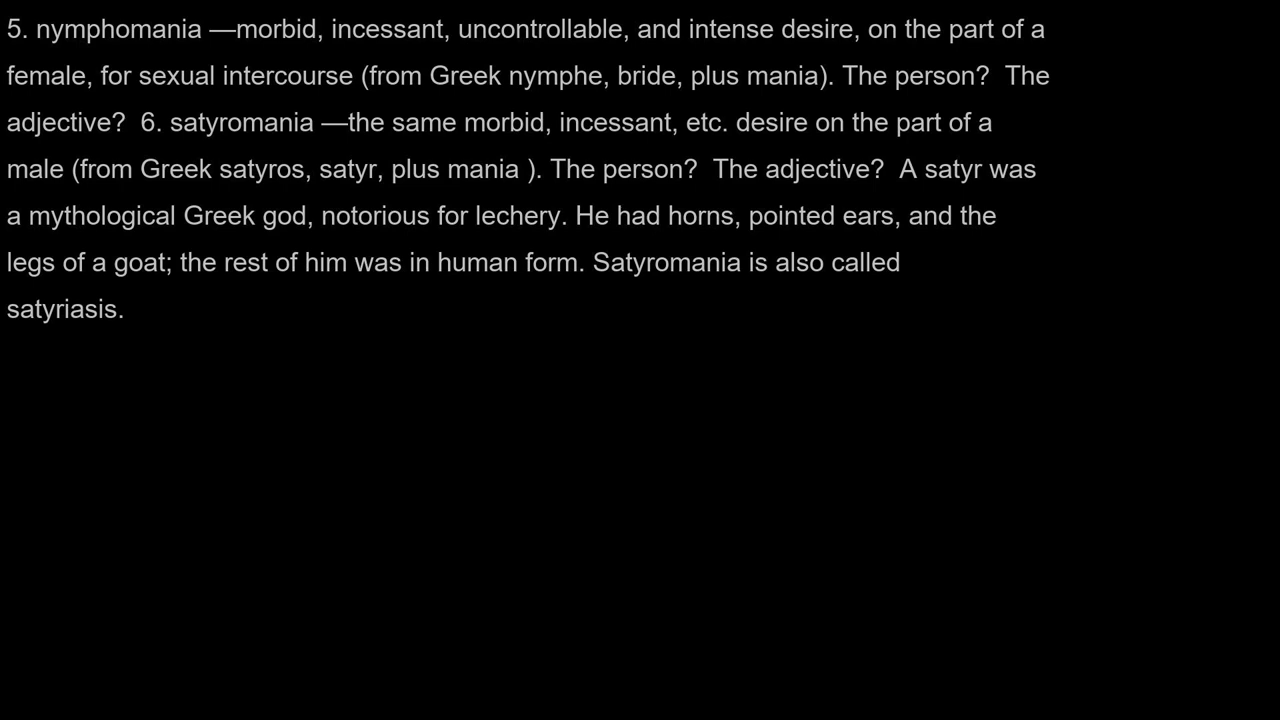 5. nymphomania —morbid, incessant, uncontrollable, and intense desire, on the part of a
female, for sexual intercourse (from Greek nymphe, bride, plus mania). The person?  The
adjective?  6. satyromania —the same morbid, incessant, etc. desire on the part of a
male (from Greek satyros, satyr, plus mania ). The person?  The adjective?  A satyr was
a mythological Greek god, notorious for lechery. He had horns, pointed ears, and the
legs of a goat; the rest of him was in human form. Satyromania is also called
satyriasis.